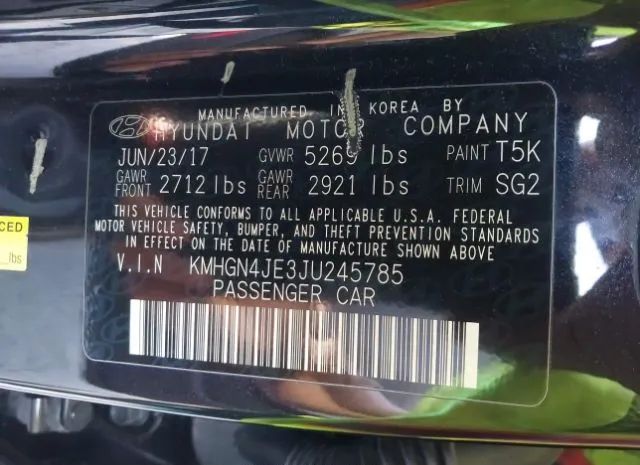 MANUFACTURED IN KOREA BY
HYUNDAI MOTOR COMPANY
JUN/23/17 GVWR 5269 lbs PAINT T5K
GAWR FRONT 2712 lbs GAWR REAR 2921 lbs TRIM SG2
THIS VEHICLE CONFORMS TO ALL APPLICABLE U.S.A. FEDERAL
MOTOR VEHICLE SAFETY, BUMPER, AND THEFT PREVENTION STANDARDS
IN EFFECT ON THE DATE OF MANUFACTURE SHOWN ABOVE
V.I.N KMHGN4JE3JU245785
PASSENGER CAR
CED
lbs